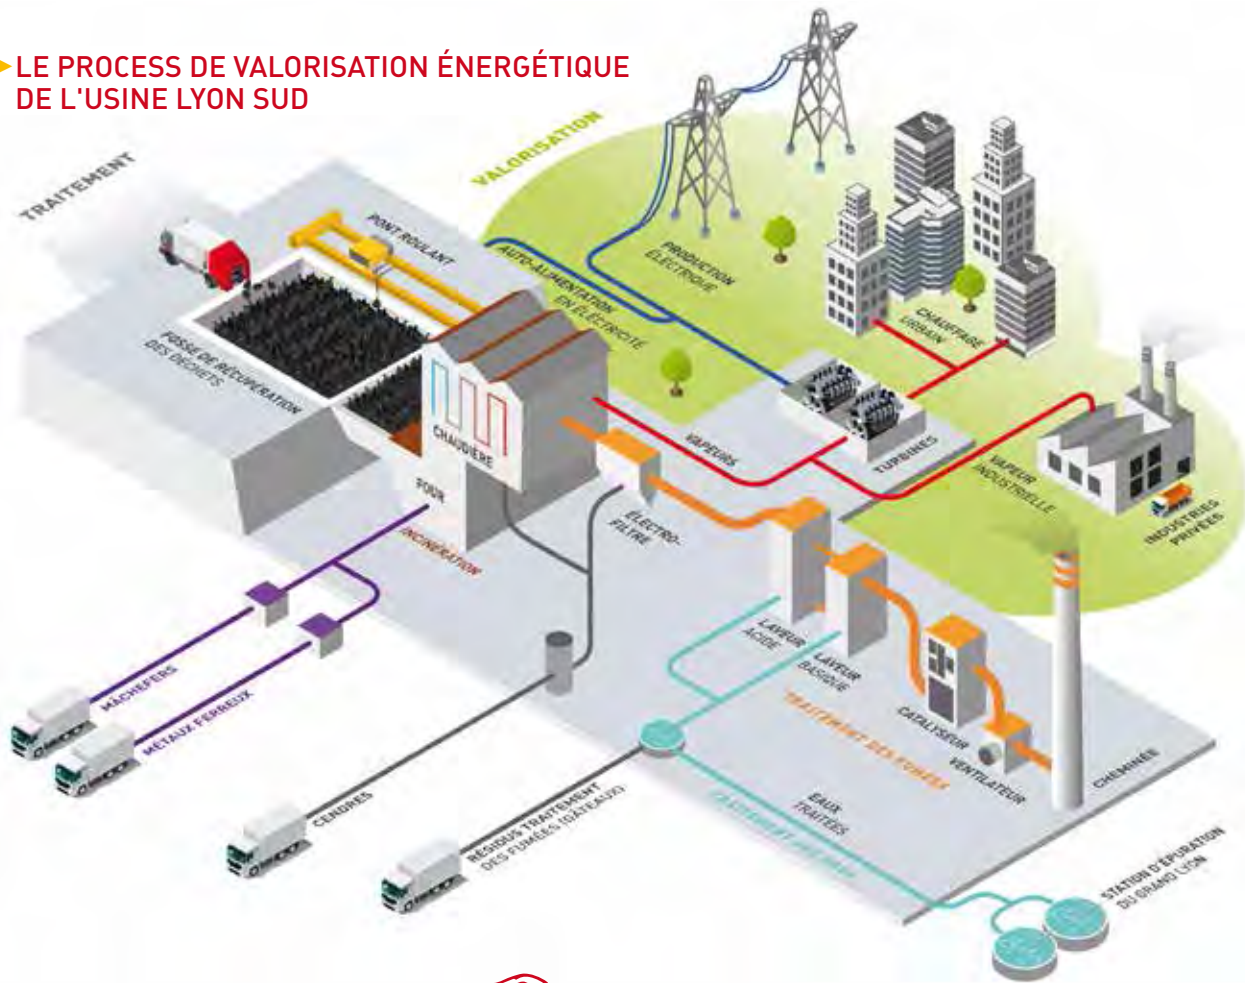 LE PROCESS DE VALORISATION ÉNERGÉTIQUE
DE L'USINE LYON SUD
TRAITEMENT
VALORISATION
PONT ROULANT
AUTO-ALIMENTATION
EN ÉLECTRICITÉ
PRODUCTION
ÉLECTRIQUE
CHAUFFAGE
URBAIN
FOSSE DE RÉCUPÉRATION
DES DÉCHETS
CHAUDIÈRE
FOUR
INCINÉRATION
VAPEURS
TURBINES
VAPEUR
INDUSTRIELLE
INDUSTRIES
PRIVÉES
ÉLECTRO-
FILTRE
LAVEUR
ACIDE
LAVEUR
BASIQUE
TRAITEMENT DES FUMÉES
CATALYSEUR
VENTILATEUR
CHEMINÉE
MÂCHEFERS
MÉTAUX FERREUX
CENDRES
RÉSIDUS TRAITEMENT
DES FUMÉES (GÂTEAUX)
EAUX
TRAITÉES
TRAITEMENT DES EAUX
STATION D'ÉPURATION
DU GRAND LYON